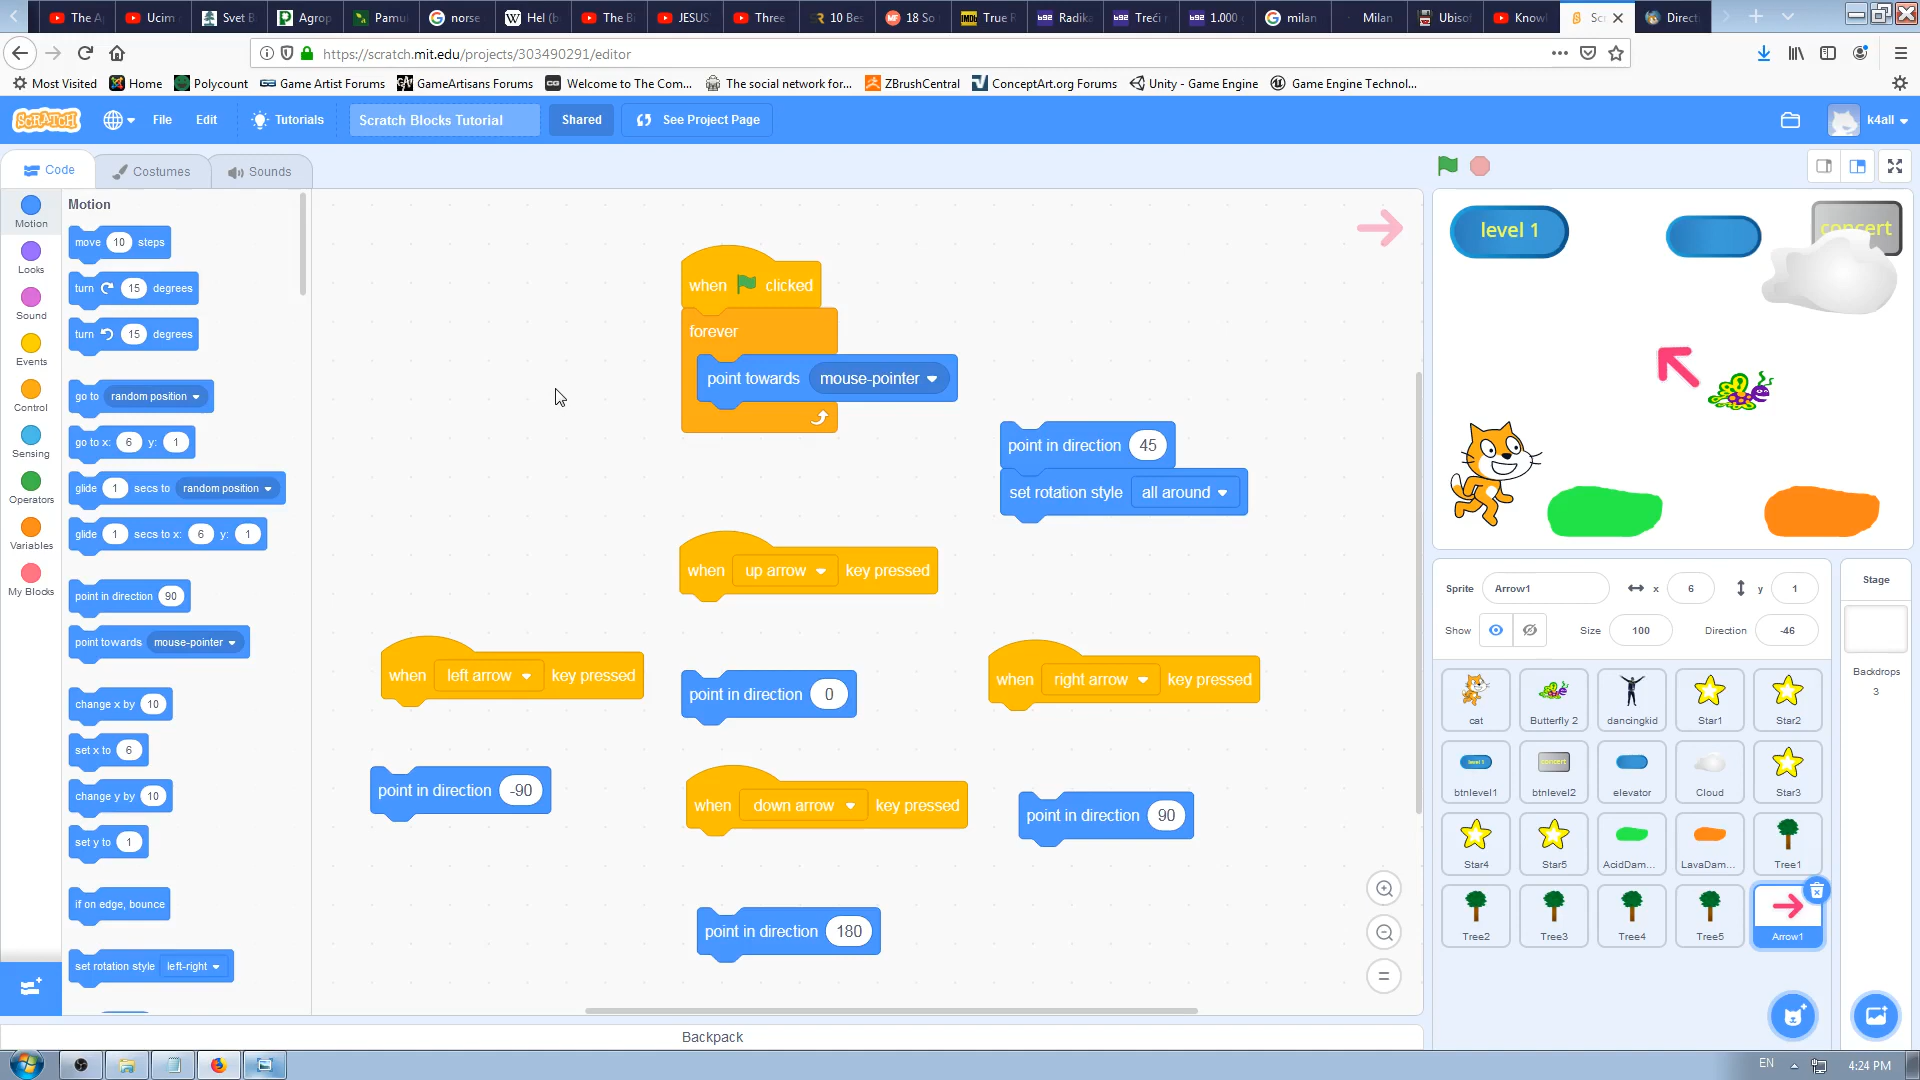 The A
Ucim
Svet B
Agrop
Pamu
norse
Hel (b
The Bi
JESUS
Three
10 Bes
18 So
True R
b92 Radika
b92 Treći r
b92 1.000
milan
Milan
Ubisof
Knowl
Scr
Directi
https://scratch.mit.edu/projects/303490291/editor
Most Visited
Home
Polycount
Game Artist Forums
GameArtisans Forums
Welcome to The Com...
The social network for...
ZBrushCentral
ConceptArt.org Forums
Unity - Game Engine
Game Engine Technol...
SCRATCH
File
Edit
Tutorials
Scratch Blocks Tutorial
Shared
See Project Page
k4all
Code
Costumes
Sounds
Motion
Looks
Sound
Events
Control
Sensing
Operators
Variables
My Blocks
Motion
move 10 steps
turn 15 degrees
turn 15 degrees
go to random position
go to x: 6 y: 1
glide 1 secs to random position
glide 1 secs to x: 6 y: 1
point in direction 90
point towards mouse-pointer
change x by 10
set x to 6
change y by 10
set y to 1
if on edge, bounce
set rotation style left-right
when clicked
forever
point towards mouse-pointer
point in direction 45
set rotation style all around
when up arrow key pressed
when left arrow key pressed
point in direction 0
when right arrow key pressed
point in direction -90
when down arrow key pressed
point in direction 90
point in direction 180
Backpack
level 1
concert
Sprite Arrow1 x 6 y 1
Show Size 100 Direction -46
cat
Butterfly 2
dancingkid
Star1
Star2
level 1
concert
btnlevel1
btnlevel2
elevator
Cloud
Star3
Star4
Star5
AcidDam...
LavaDam...
Tree1
Tree2
Tree3
Tree4
Tree5
Arrow1
Stage
Backdrops
3
EN
4:24 PM